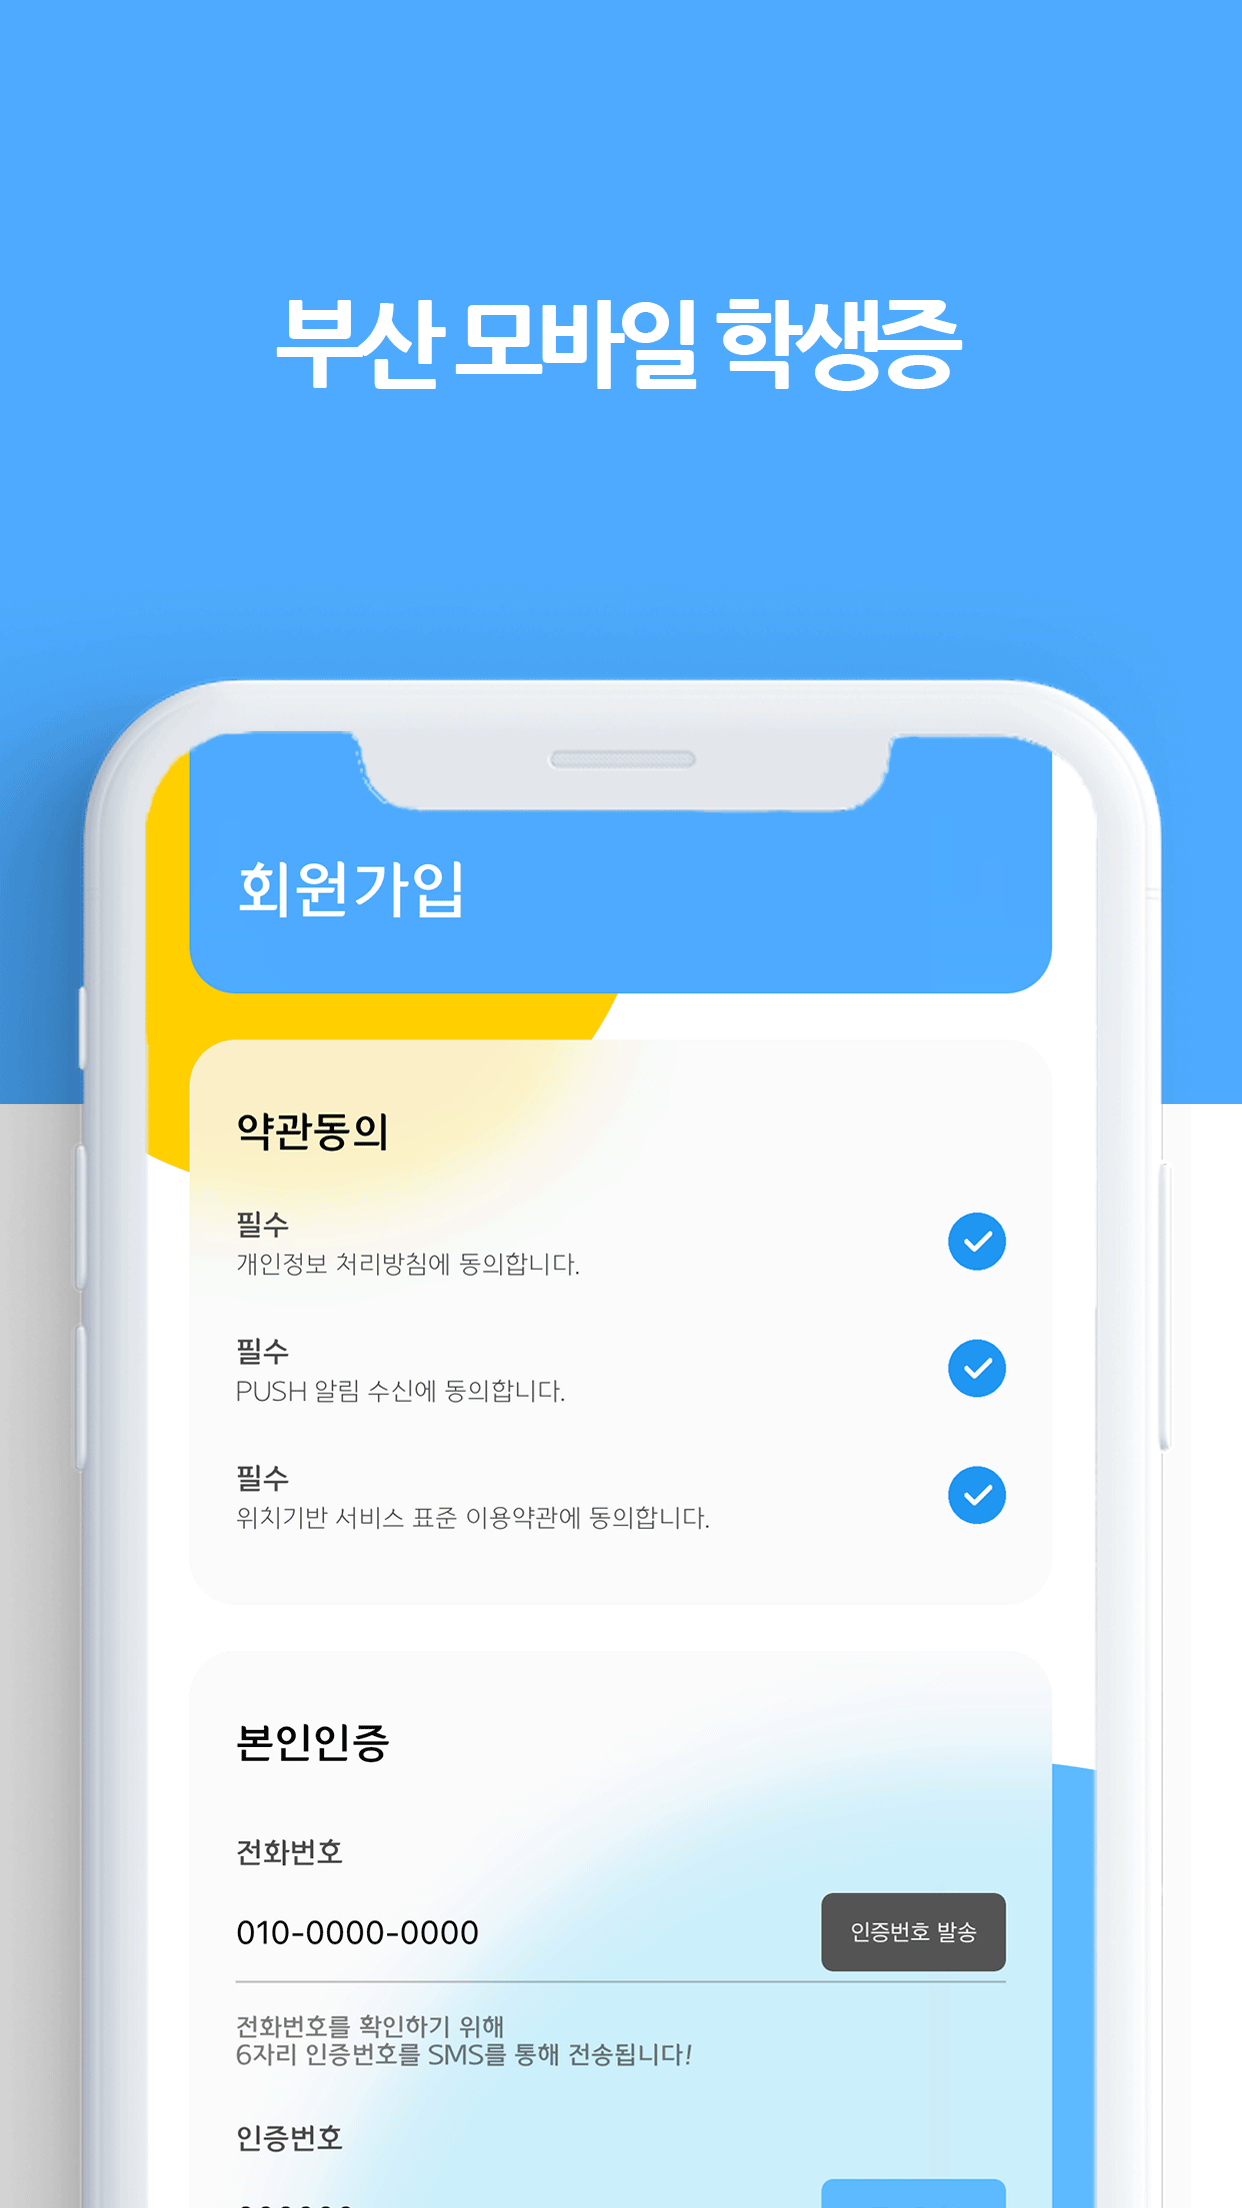 부산 모바일 학생증
회원가입
약관동의
필수
개인정보 처리방침에 동의합니다.
필수
PUSH 알림 수신에 동의합니다.
필수
위치기반 서비스 표준 이용약관에 동의합니다.
본인인증
전화번호
010-0000-0000
인증번호 발송
전화번호를 확인하기 위해
6자리 인증번호를 SMS를 통해 전송됩니다!
인증번호